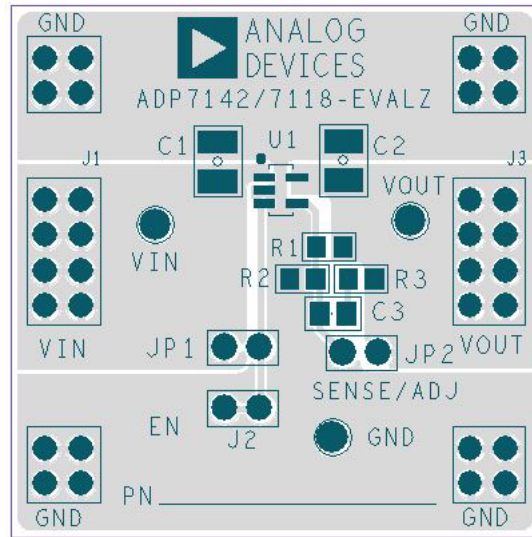 GND
ANALOG
GND
DEVICES
ADP7142/7118-EVALZ
C1
U1
C2
J1
J3
VOUT
VIN
R1
R2
R3
C3
VIN
JP1
JP2
VOUT
SENSE/ADJ
EN
J2
GND
PN
GND
GND